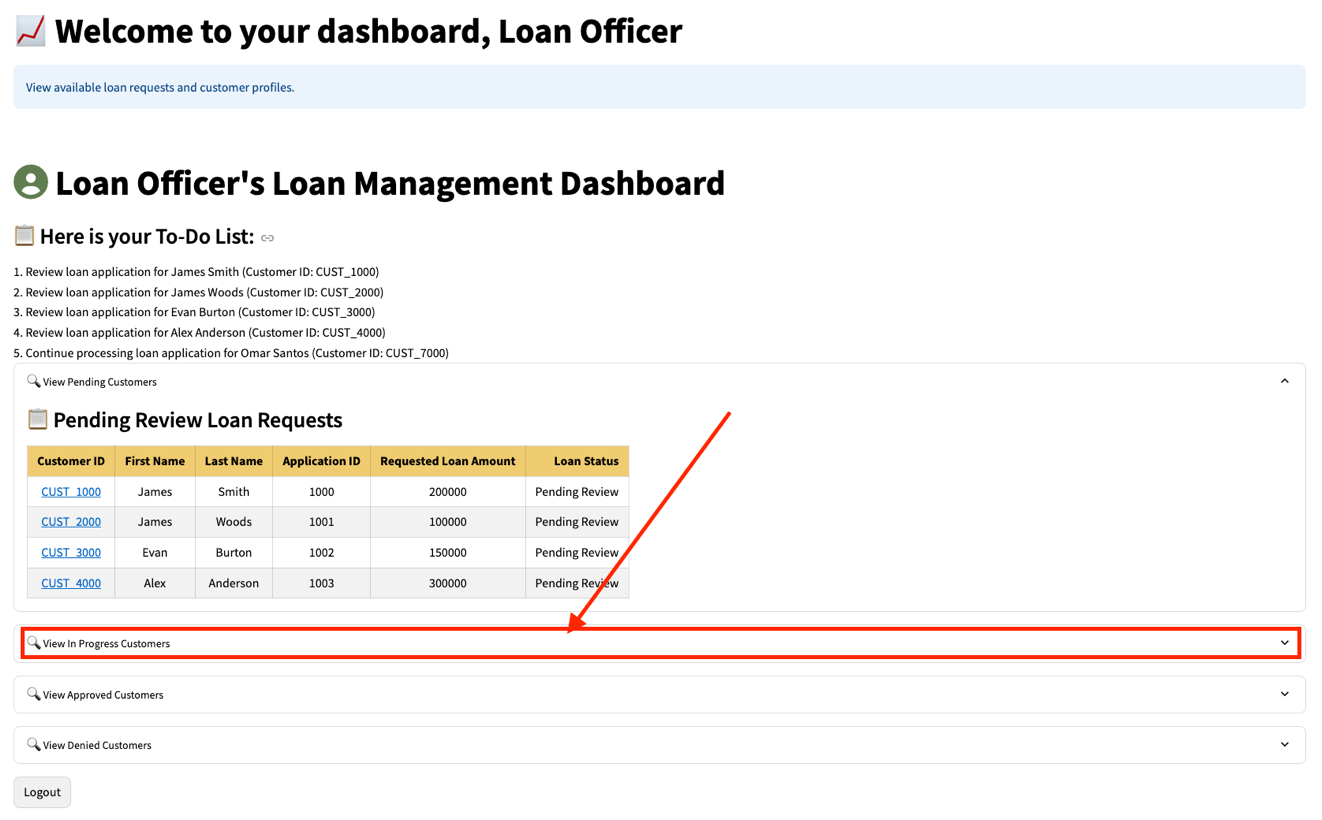 Welcome to your dashboard, Loan Officer
View available loan requests and customer profiles.
Loan Officer's Loan Management Dashboard
Here is your To-Do List:
1. Review loan application for James Smith (Customer ID: CUST_1000)
2. Review loan application for James Woods (Customer ID: CUST_2000)
3. Review loan application for Evan Burton (Customer ID: CUST_3000)
4. Review loan application for Alex Anderson (Customer ID: CUST_4000)
5. Continue processing loan application for Omar Santos (Customer ID: CUST_7000)
View Pending Customers
Pending Review Loan Requests
Customer ID First Name Last Name Application ID Requested Loan Amount Loan Status
CUST_1000 James Smith 1000 200000 Pending Review
CUST_2000 James Woods 1001 100000 Pending Review
CUST_3000 Evan Burton 1002 150000 Pending Review
CUST_4000 Alex Anderson 1003 300000 Pending Review
View In Progress Customers
View Approved Customers
View Denied Customers
Logout